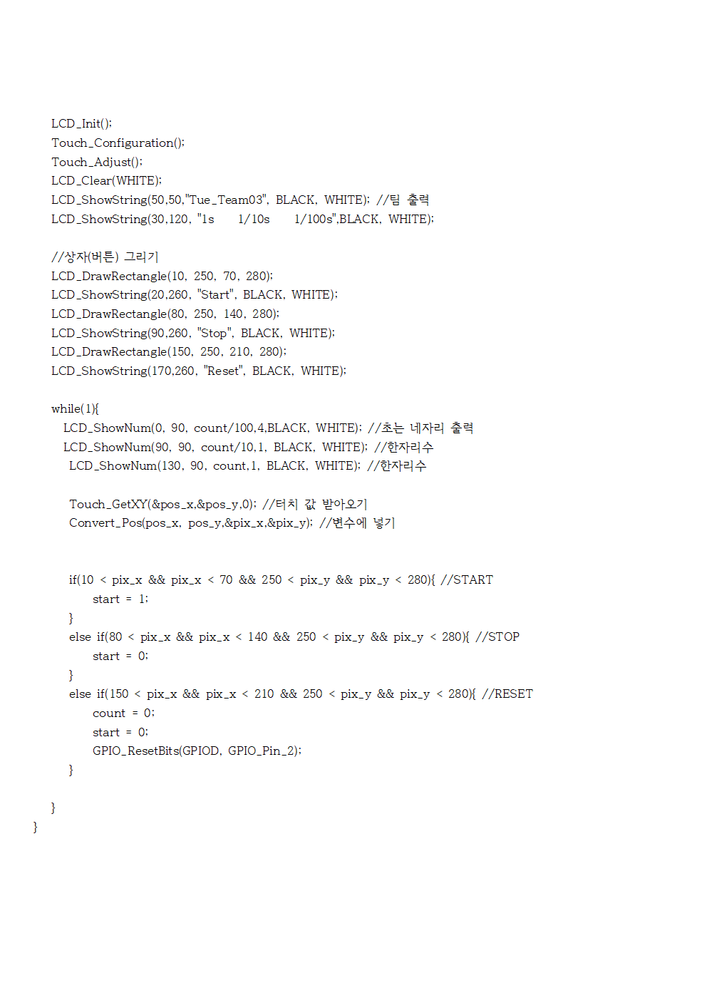 LCD_Init();
Touch_Configuration();
Touch_Adjust();
LCD_Clear(WHITE);
LCD_ShowString(50,50,"Tue_Team03", BLACK, WHITE); //팀 출력
LCD_ShowString(30,120, "1s    1/10s    1/100s",BLACK, WHITE);
//상자(버튼) 그리기
LCD_DrawRectangle(10, 250, 70, 280);
LCD_ShowString(20,260, "Start", BLACK, WHITE);
LCD_DrawRectangle(80, 250, 140, 280);
LCD_ShowString(90,260, "Stop", BLACK, WHITE);
LCD_DrawRectangle(150, 250, 210, 280);
LCD_ShowString(170,260, "Reset", BLACK, WHITE);
while(1){
LCD_ShowNum(0, 90, count/100,4,BLACK, WHITE); //초는 네자리 출력
LCD_ShowNum(90, 90, count/10,1, BLACK, WHITE); //한자리수
LCD_ShowNum(130, 90, count,1, BLACK, WHITE); //한자리수
Touch_GetXY(&pos_x,&pos_y,0); //터치 값 받아오기
Convert_Pos(pos_x, pos_y,&pix_x,&pix_y); //변수에 넣기
if(10 < pix_x && pix_x < 70 && 250 < pix_y && pix_y < 280){ //START
start = 1;
}
else if(80 < pix_x && pix_x < 140 && 250 < pix_y && pix_y < 280){ //STOP
start = 0;
}
else if(150 < pix_x && pix_x < 210 && 250 < pix_y && pix_y < 280){ //RESET
count = 0;
start = 0;
GPIO_ResetBits(GPIOD, GPIO_Pin_2);
}
}
}